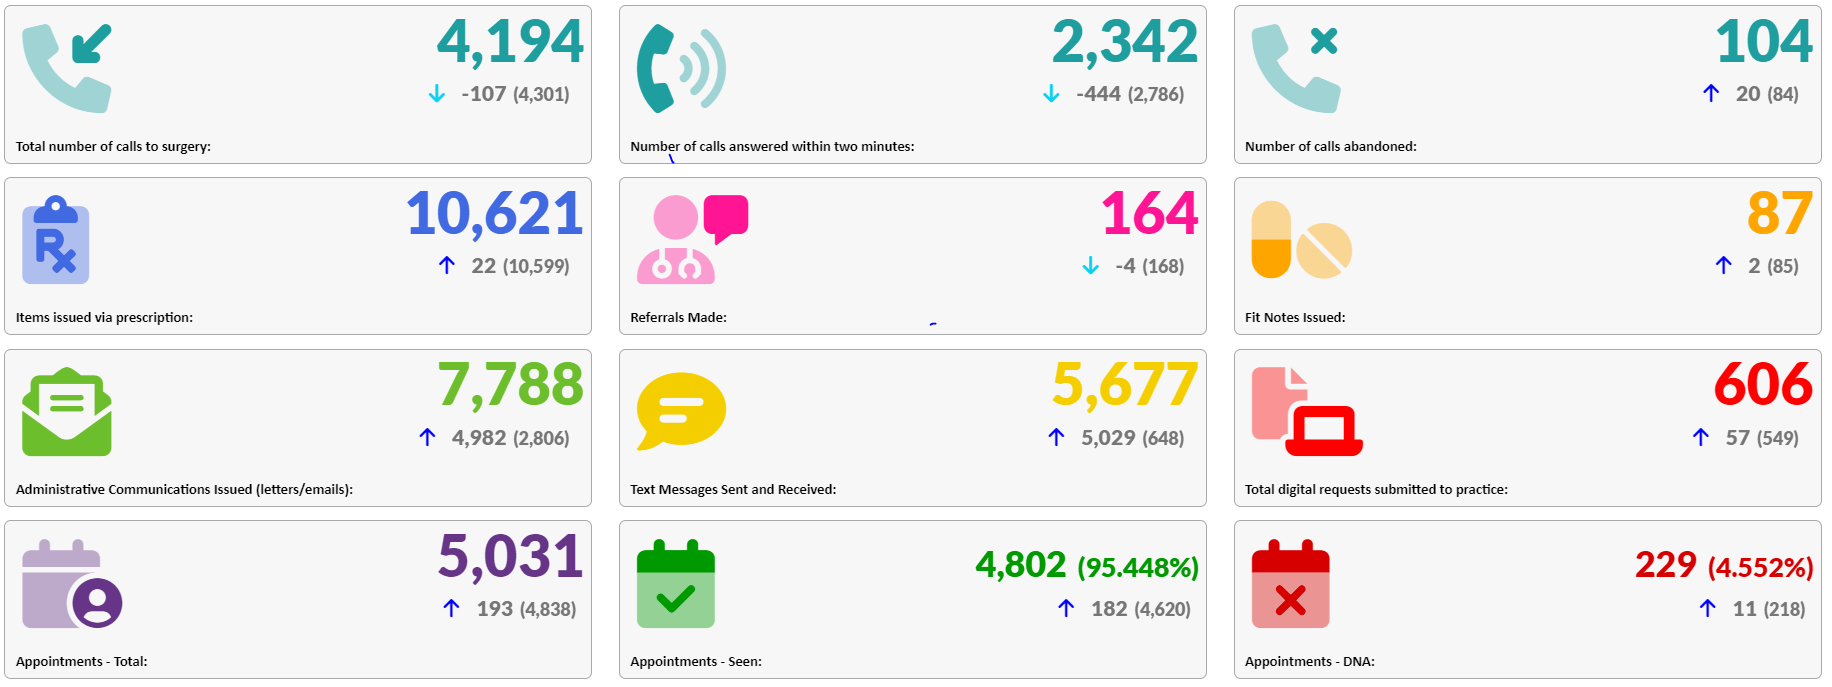 4,194
-107 (4,301)
Total number of calls to surgery:
2,342
-444 (2,786)
Number of calls answered within two minutes:
104
20 (84)
Number of calls abandoned:
Rx
10,621
22 (10,599)
Items issued via prescription:
164
-4 (168)
Referrals Made:
87
2 (85)
Fit Notes Issued:
7,788
4,982 (2,806)
Administrative Communications Issued (letters/emails):
5,677
5,029 (648)
Text Messages Sent and Received:
606
57 (549)
Total digital requests submitted to practice:
5,031
193 (4,838)
Appointments - Total:
4,802 (95.448%)
182 (4,620)
Appointments - Seen:
229 (4.552%)
11 (218)
Appointments - DNA: